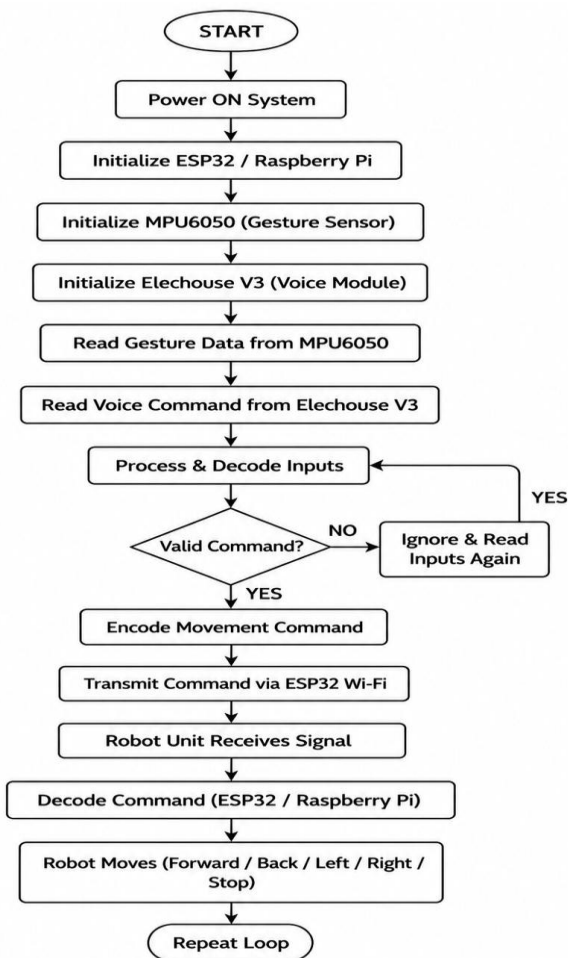 START
Power ON System
Initialize ESP32 / Raspberry Pi
Initialize MPU6050 (Gesture Sensor)
Initialize Elechouse V3 (Voice Module)
Read Gesture Data from MPU6050
Read Voice Command from Elechouse V3
Process & Decode Inputs
YES
Valid Command?
NO
Ignore & Read
Inputs Again
YES
Encode Movement Command
Transmit Command via ESP32 Wi-Fi
Robot Unit Receives Signal
Decode Command (ESP32 / Raspberry Pi)
Robot Moves (Forward / Back / Left / Right /
Stop)
Repeat Loop